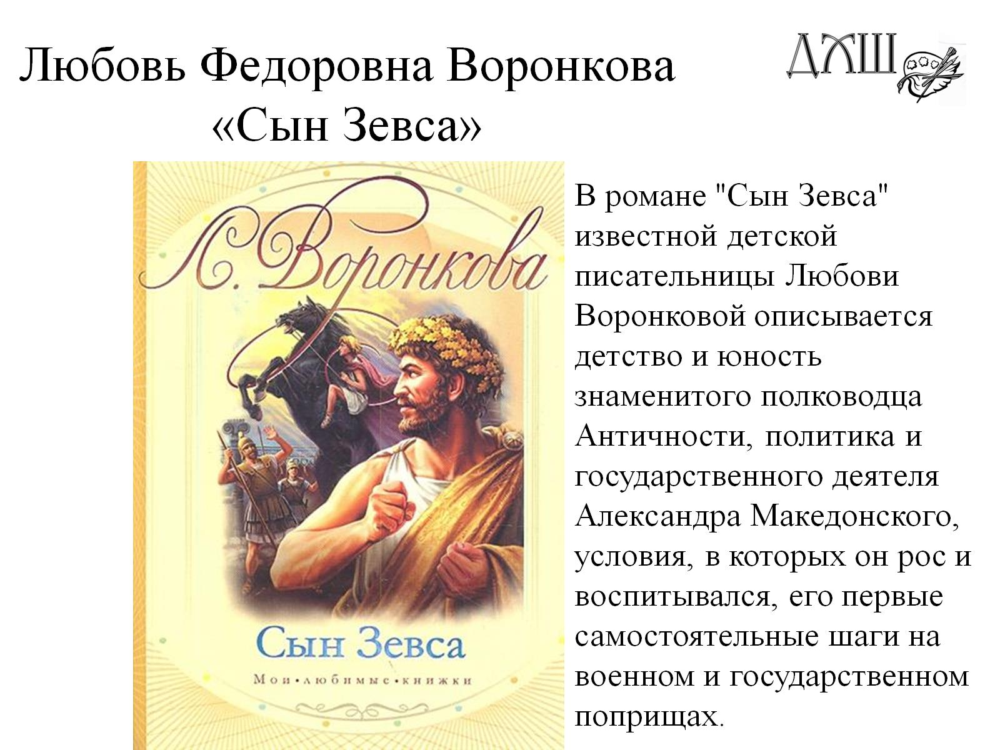 Любовь Федоровна Воронкова
«Сын Зевса»
ДХШ
Л. Воронкова
Сын Зевса
Мои•любимые•книжки
В романе "Сын Зевса"
известной детской
писательницы Любови
Воронковой описывается
детство и юность
знаменитого полководца
Античности, политика и
государственного деятеля
Александра Македонского,
условия, в которых он рос и
воспитывался, его первые
самостоятельные шаги на
военном и государственном
поприщах.